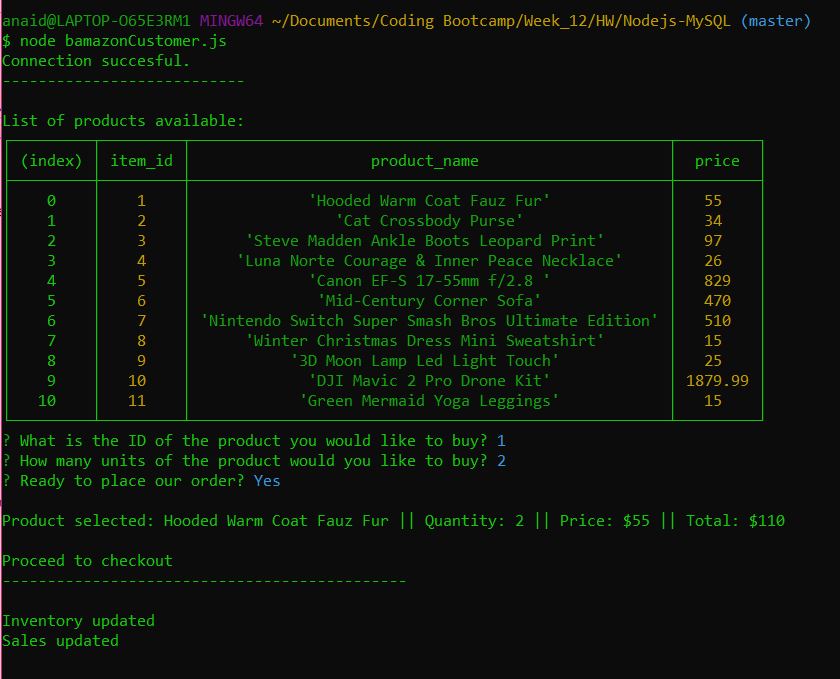 anaid@LAPTOP-O65E3RM1 MINGW64 ~/Documents/Coding Bootcamp/Week_12/HW/Nodejs-MySQL (master)
$ node bamazonCustomer.js
Connection succesful.
---------------------------
List of products available:
(index) item_id product_name price
0 1 'Hooded Warm Coat Fauz Fur' 55
1 2 'Cat Crossbody Purse' 34
2 3 'Steve Madden Ankle Boots Leopard Print' 97
3 4 'Luna Norte Courage & Inner Peace Necklace' 26
4 5 'Canon EF-S 17-55mm f/2.8 ' 829
5 6 'Mid-Century Corner Sofa' 470
6 7 'Nintendo Switch Super Smash Bros Ultimate Edition' 510
7 8 'Winter Christmas Dress Mini Sweatshirt' 15
8 9 '3D Moon Lamp Led Light Touch' 25
9 10 'DJI Mavic 2 Pro Drone Kit' 1879.99
10 11 'Green Mermaid Yoga Leggings' 15
? What is the ID of the product you would like to buy? 1
? How many units of the product would you like to buy? 2
? Ready to place our order? Yes
Product selected: Hooded Warm Coat Fauz Fur || Quantity: 2 || Price: $55 || Total: $110
Proceed to checkout
---------------------------------------------
Inventory updated
Sales updated